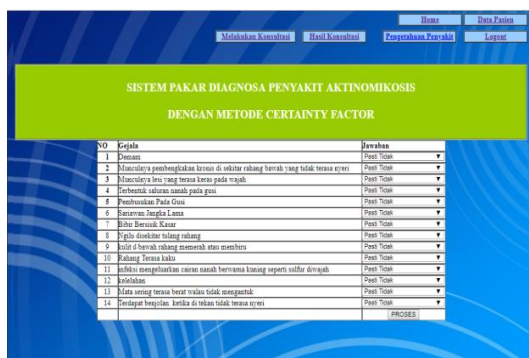 Home Data Pasien
Melakukan Konsultasi Hasil Konsultasi Pengetahuan Penyakit Logout
SISTEM PAKAR DIAGNOSA PENYAKIT AKTINOMIKOSIS
DENGAN METODE CERTAINTY FACTOR
NO Gejala Jawaban
1 Demam Pasti Tidak
2 Munculnya pembengkakan kronis di sekitar rahang bawah yang tidak terasa nyeri Pasti Tidak
3 Munculnya lesi yang terasa keras pada wajah Pasti Tidak
4 Terbentuk saluran nanah pada gusi Pasti Tidak
5 Pembusukan Pada Gusi Pasti Tidak
6 Sariawan Jangka Lama Pasti Tidak
7 Bibir Bersisik Kasar Pasti Tidak
8 Ngilu disekitar tulang rahang Pasti Tidak
9 kulit d bawah rahang memerah atau membiru Pasti Tidak
10 Rahang Terasa kaku Pasti Tidak
11 infeksi mengeluarkan cairan nanah berwarna kuning seperti sulfur diwajah Pasti Tidak
12 kelelahan Pasti Tidak
13 Mata sering terasa berat walau tidak mengantuk Pasti Tidak
14 Terdapat benjolan ketika di tekan tidak terasa nyeri Pasti Tidak
PROSES